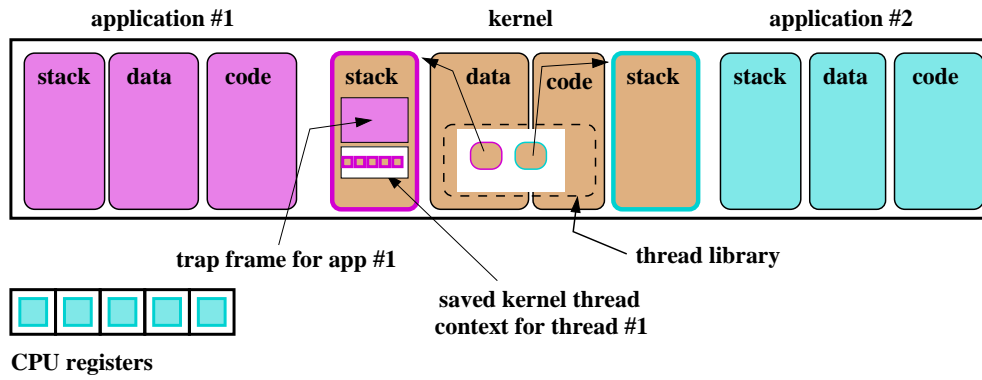 application #1
kernel
application #2
stack
data
code
stack
data
code
stack
stack
data
code
trap frame for app #1
thread library
saved kernel thread
context for thread #1
CPU registers